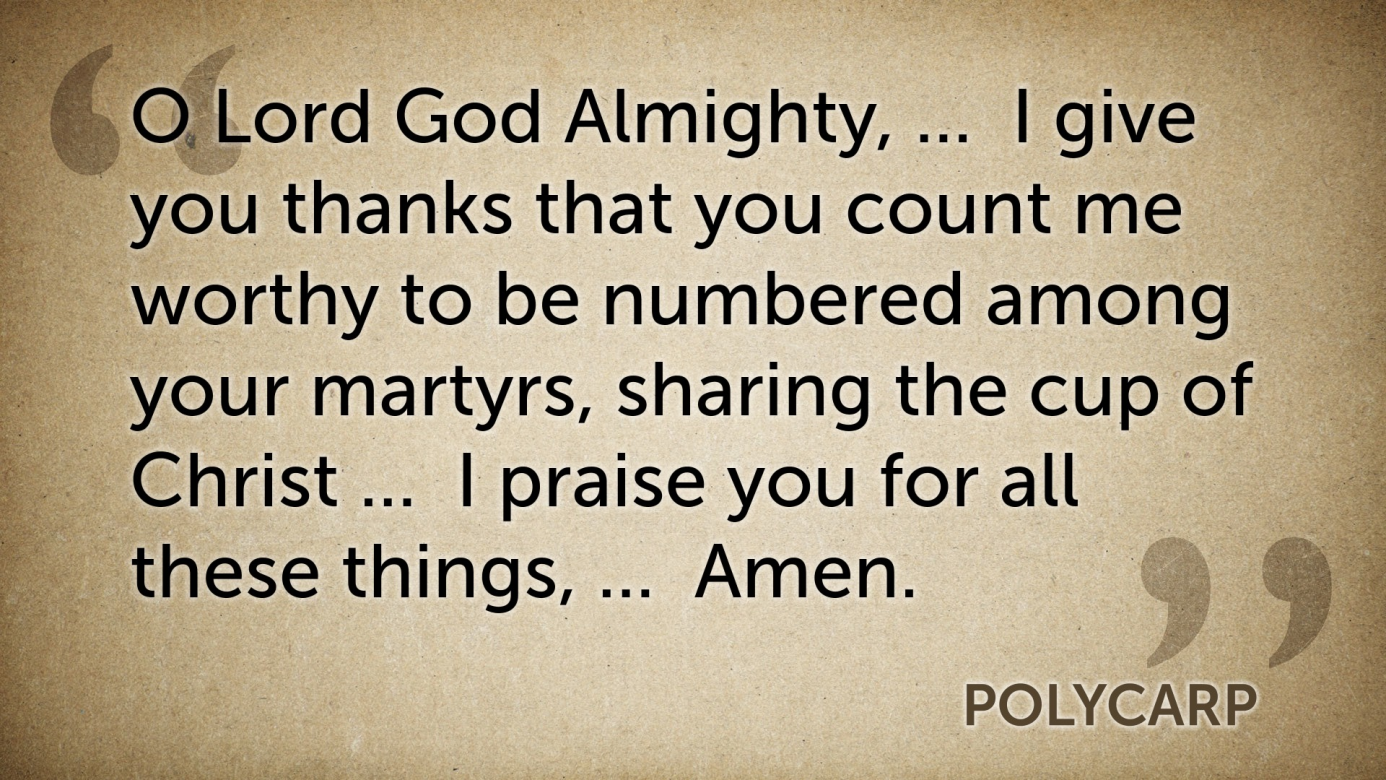 O Lord God Almighty, ... I give
you thanks that you count me
worthy to be numbered among
your martyrs, sharing the cup of
Christ ... I praise you for all
these things, ... Amen.
POLYCARP